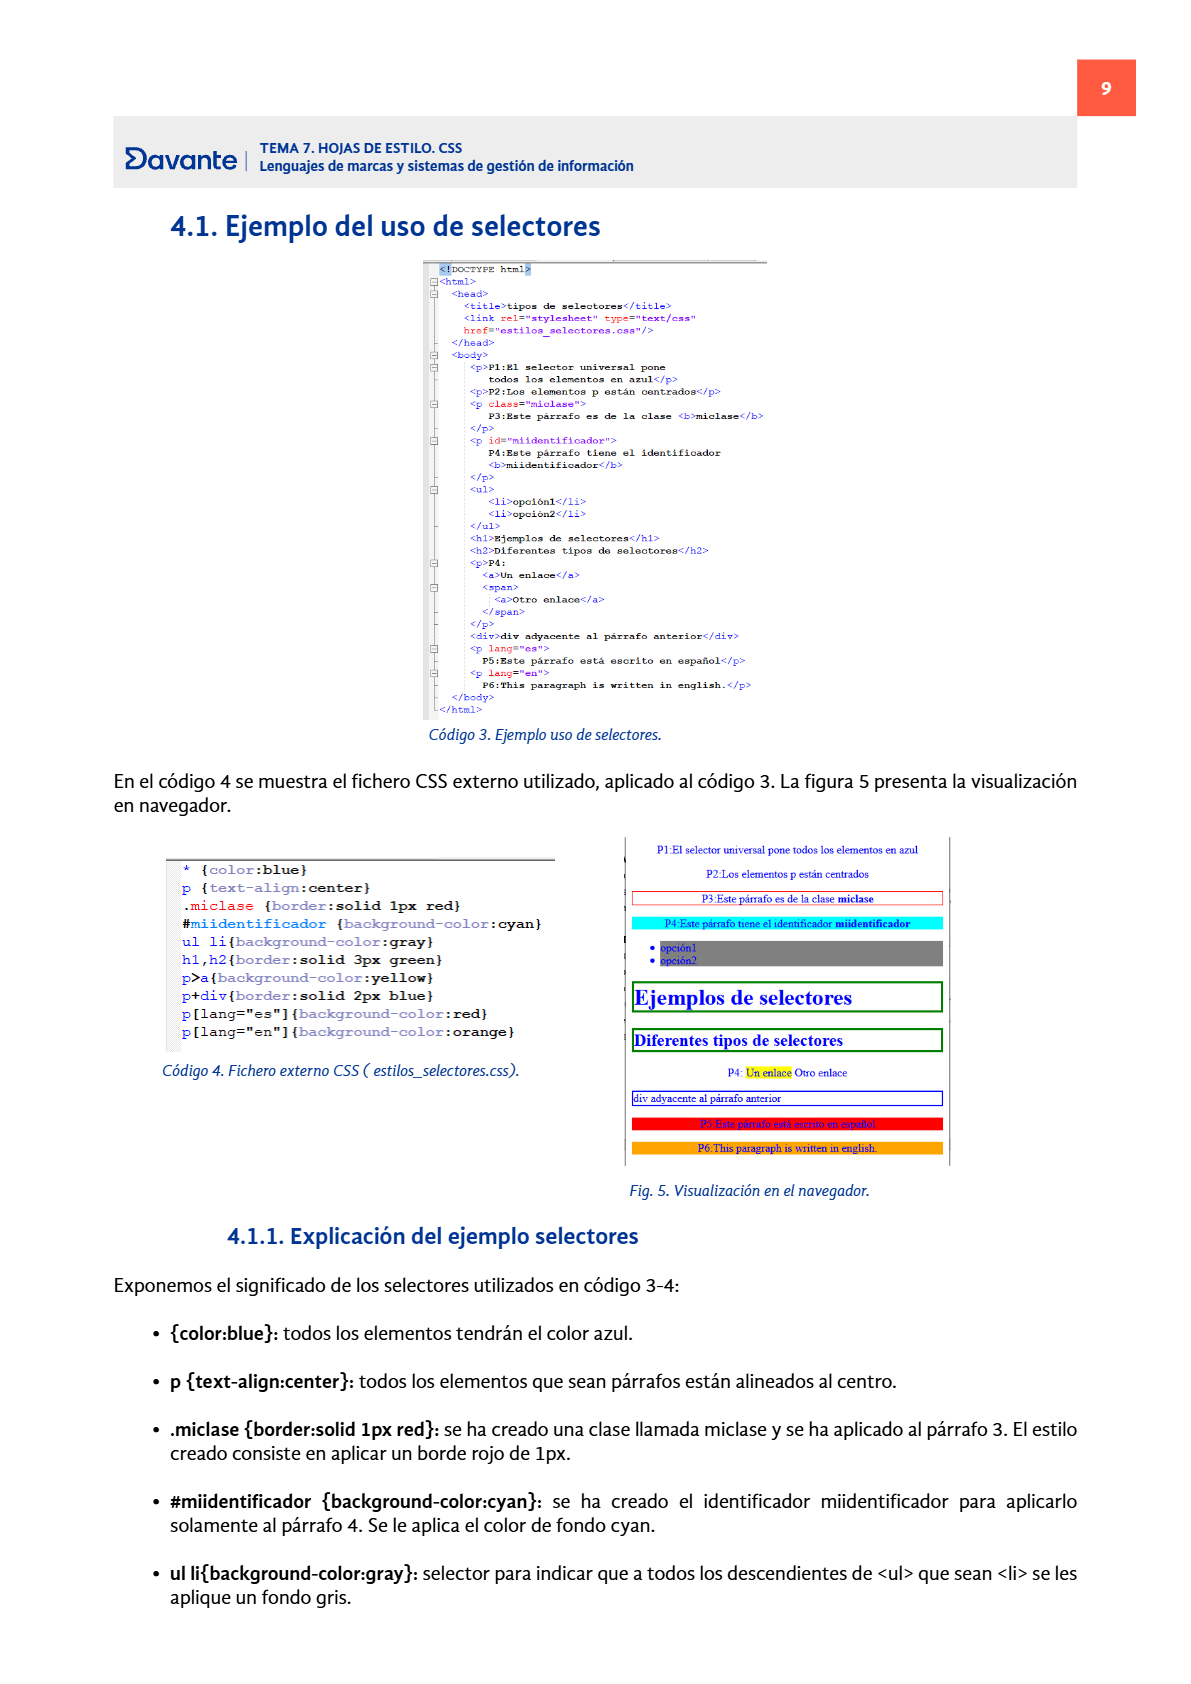 9
Davante
TEMA 7. HOJAS DE ESTILO. CSS
Lenguajes de marcas y sistemas de gestión de información
4.1. Ejemplo del uso de selectores
<!DOCTYPE html>
<html>
<head>
<title>tipos de selectores</title>
<link rel="stylesheet" type="text/css"
href="estilos_selectores.css"/>
</head>
<body>
<p>P1:El selector universal pone
todos los elementos en azul</p>
<p>P2:Los elementos p están centrados</p>
<p class="miclase">
P3:Este párrafo es de la clase <b>miclase</b>
</p>
<p id="miidentificador">
P4:Este párrafo tiene el identificador
<b>miidentificador</b>
</p>
<ul>
<li>opción1</li>
<li>opción2</li>
</ul>
<h1>Ejemplos de selectores</h1>
<h2>Diferentes tipos de selectores</h2>
<p>P4:
<a>Un enlace</a>
<span>
<a>Otro enlace</a>
</span>
</p>
<div>div adyacente al párrafo anterior</div>
<p lang="es">
P5:Este párrafo está escrito en español</p>
<p lang="en">
P6:This paragraph is written in english.</p>
</body>
</html>
Código 3. Ejemplo uso de selectores.
En el código 4 se muestra el fichero CSS externo utilizado, aplicado al código 3. La figura 5 presenta la visualización
en navegador.
* {color:blue}
p {text-align:center}
.miclase {border:solid 1px red}
#miidentificador {background-color:cyan}
ul li{background-color:gray}
h1,h2{border:solid 3px green}
p>a{background-color:yellow}
p+div{border:solid 2px blue}
p[lang="es"]{background-color:red}
p[lang="en"]{background-color:orange}
Código 4. Fichero externo CSS ( estilos_selectores.css).
P1:El selector universal pone todos los elementos en azul
P2:Los elementos p están centrados
P3:Este párrafo es de la clase miclase
P4:Este párrafo tiene el identificador miidentificador
• opción1
• opción2
Ejemplos de selectores
Diferentes tipos de selectores
P4: Un enlace Otro enlace
div adyacente al párrafo anterior
P5:Este párrafo está escrito en español
P6:This paragraph is written in english.
Fig. 5. Visualización en el navegador.
4.1.1. Explicación del ejemplo selectores
Exponemos el significado de los selectores utilizados en código 3-4:
• {color:blue}: todos los elementos tendrán el color azul.
• p {text-align:center}: todos los elementos que sean párrafos están alineados al centro.
• .miclase {border:solid 1px red}: se ha creado una clase llamada miclase y se ha aplicado al párrafo 3. El estilo
creado consiste en aplicar un borde rojo de 1px.
• #miidentificador {background-color:cyan}: se ha creado el identificador miidentificador para aplicarlo
solamente al párrafo 4. Se le aplica el color de fondo cyan.
• ul li{background-color:gray}: selector para indicar que a todos los descendientes de <ul> que sean <li> se les
aplique un fondo gris.